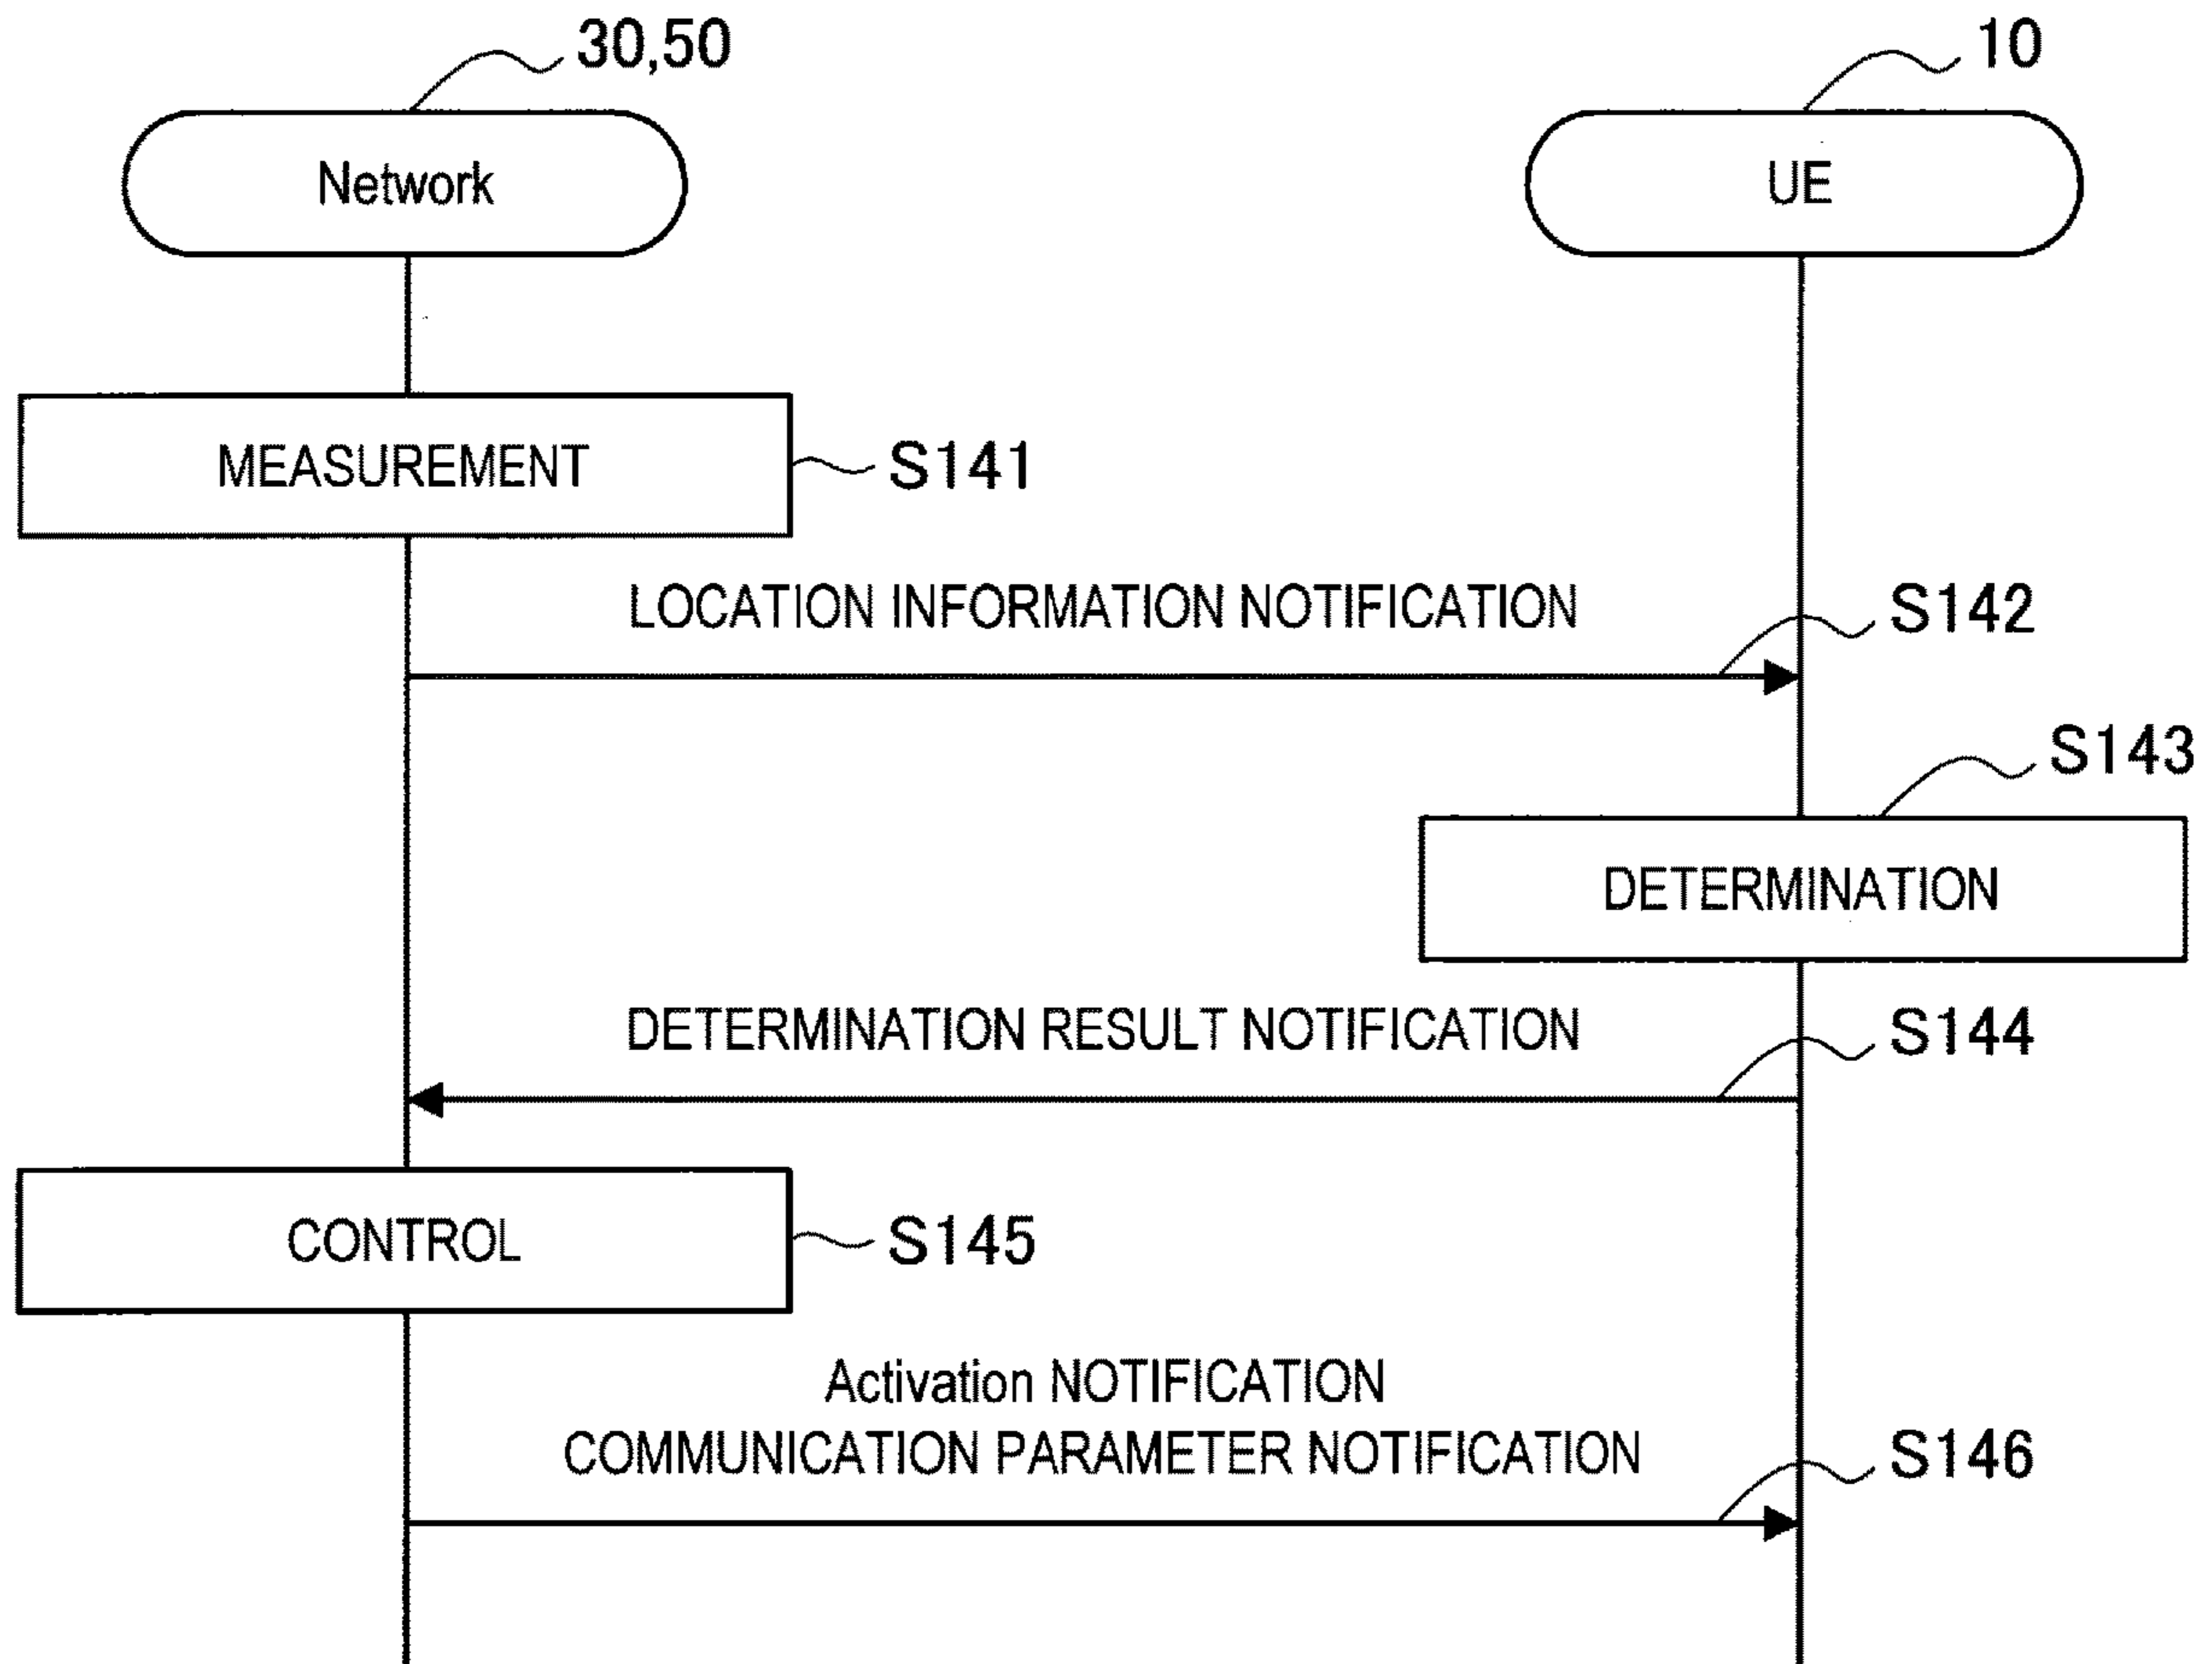 30,50
10
Network
UE
MEASUREMENT
S141
LOCATION INFORMATION NOTIFICATION
S142
S143
DETERMINATION
DETERMINATION RESULT NOTIFICATION
S144
CONTROL
S145
Activation NOTIFICATION
COMMUNICATION PARAMETER NOTIFICATION
S146